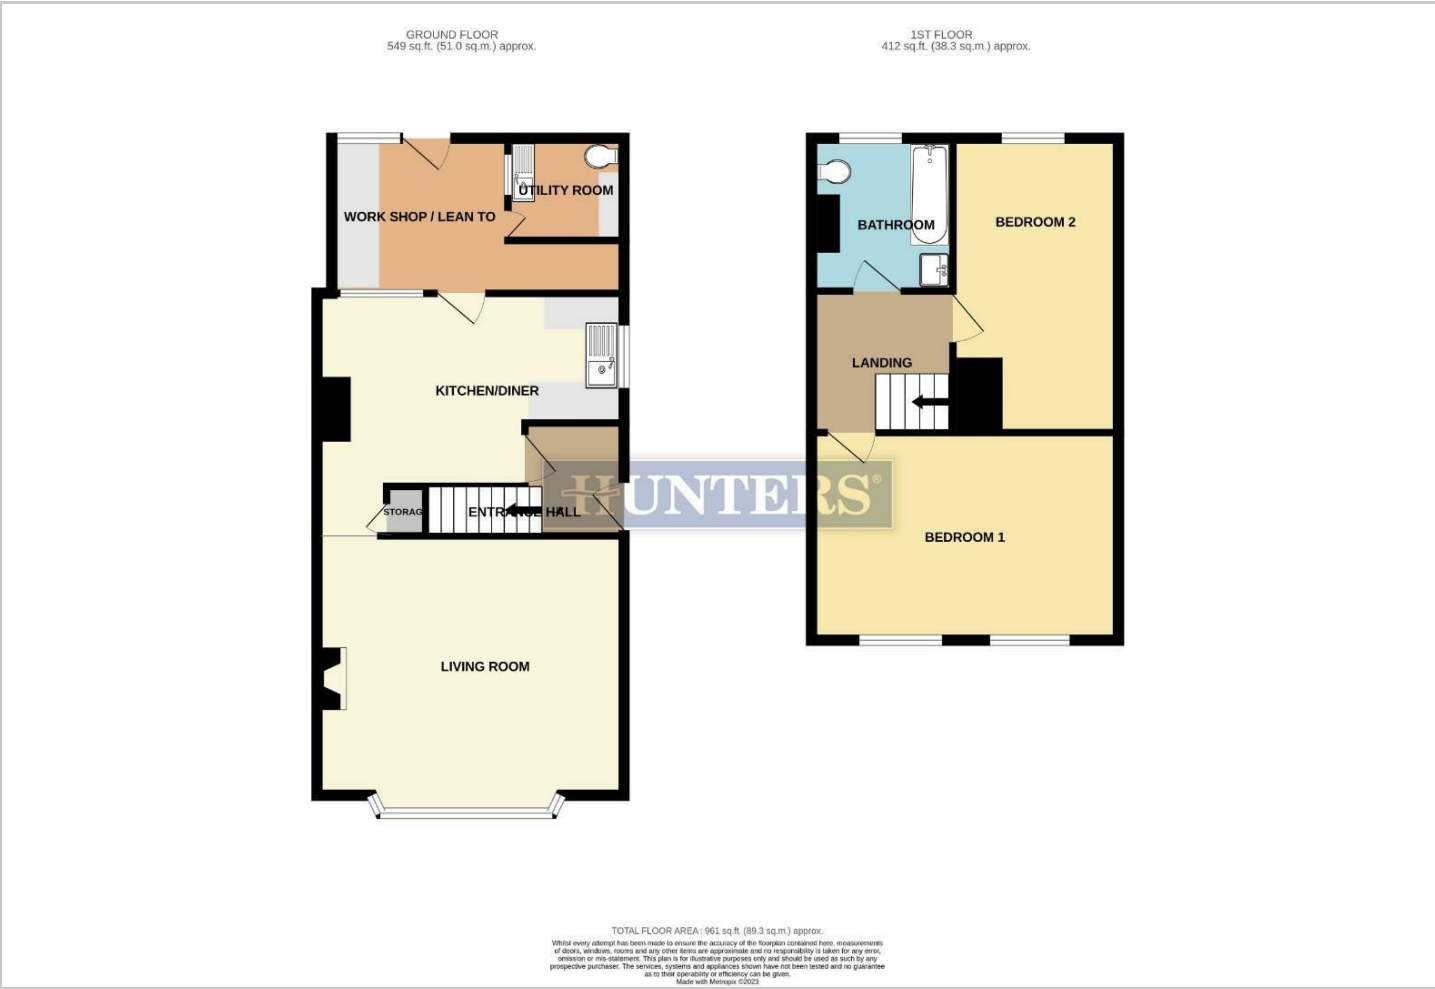 GROUND FLOOR
549 sq.ft. (51.0 sq.m.) approx.
1ST FLOOR
412 sq.ft. (38.3 sq.m.) approx.
UTILITY ROOM
WORK SHOP / LEAN TO
KITCHEN/DINER
STORAG
ENTRANCE HALL
LIVING ROOM
BATHROOM
BEDROOM 2
LANDING
BEDROOM 1
HUNTERS®
TOTAL FLOOR AREA : 961 sq.ft. (89.3 sq.m.) approx.
Whilst every attempt has been made to ensure the accuracy of the floorplan contained here, measurements
of doors, windows, rooms and any other items are approximate and no responsibility is taken for any error,
omission or mis-statement. This plan is for illustrative purposes only and should be used as such by any
prospective purchaser. The services, systems and appliances shown have not been tested and no guarantee
as to their operability or efficiency can be given.
Made with Metropix ©2023